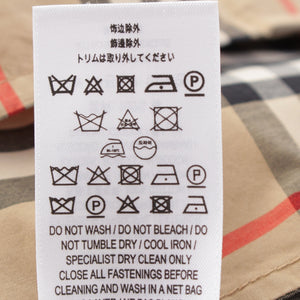 饰边除外
飾邊除外
トリムは取り外してください
P
P
DO NOT WASH / DO NOT BLEACH / DO
NOT TUMBLE DRY / COOL IRON /
SPECIALIST DRY CLEAN ONLY
CLOSE ALL FASTENINGS BEFORE
CLEANING AND WASH IN A NET BAG